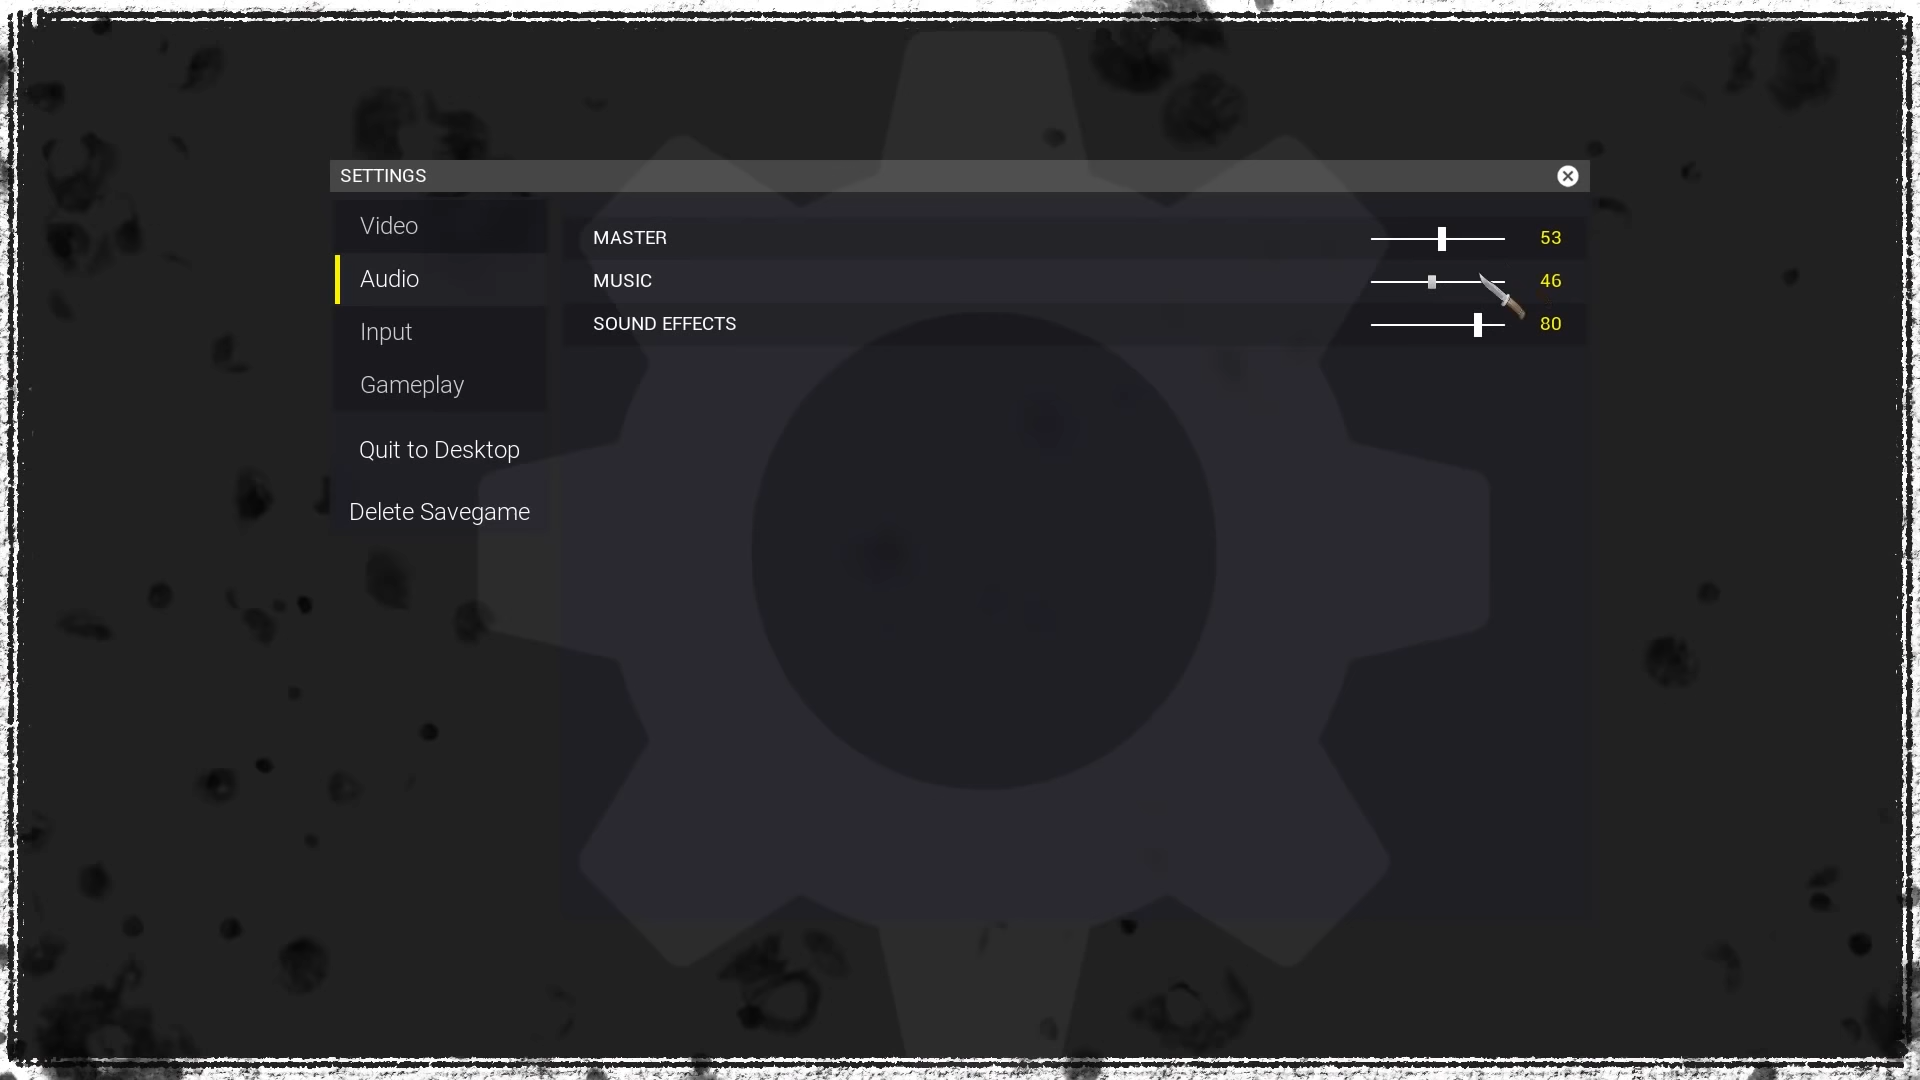 SETTINGS
Video
Audio
Input
Gameplay
Quit to Desktop
Delete Savegame
MASTER 53
MUSIC 46
SOUND EFFECTS 80